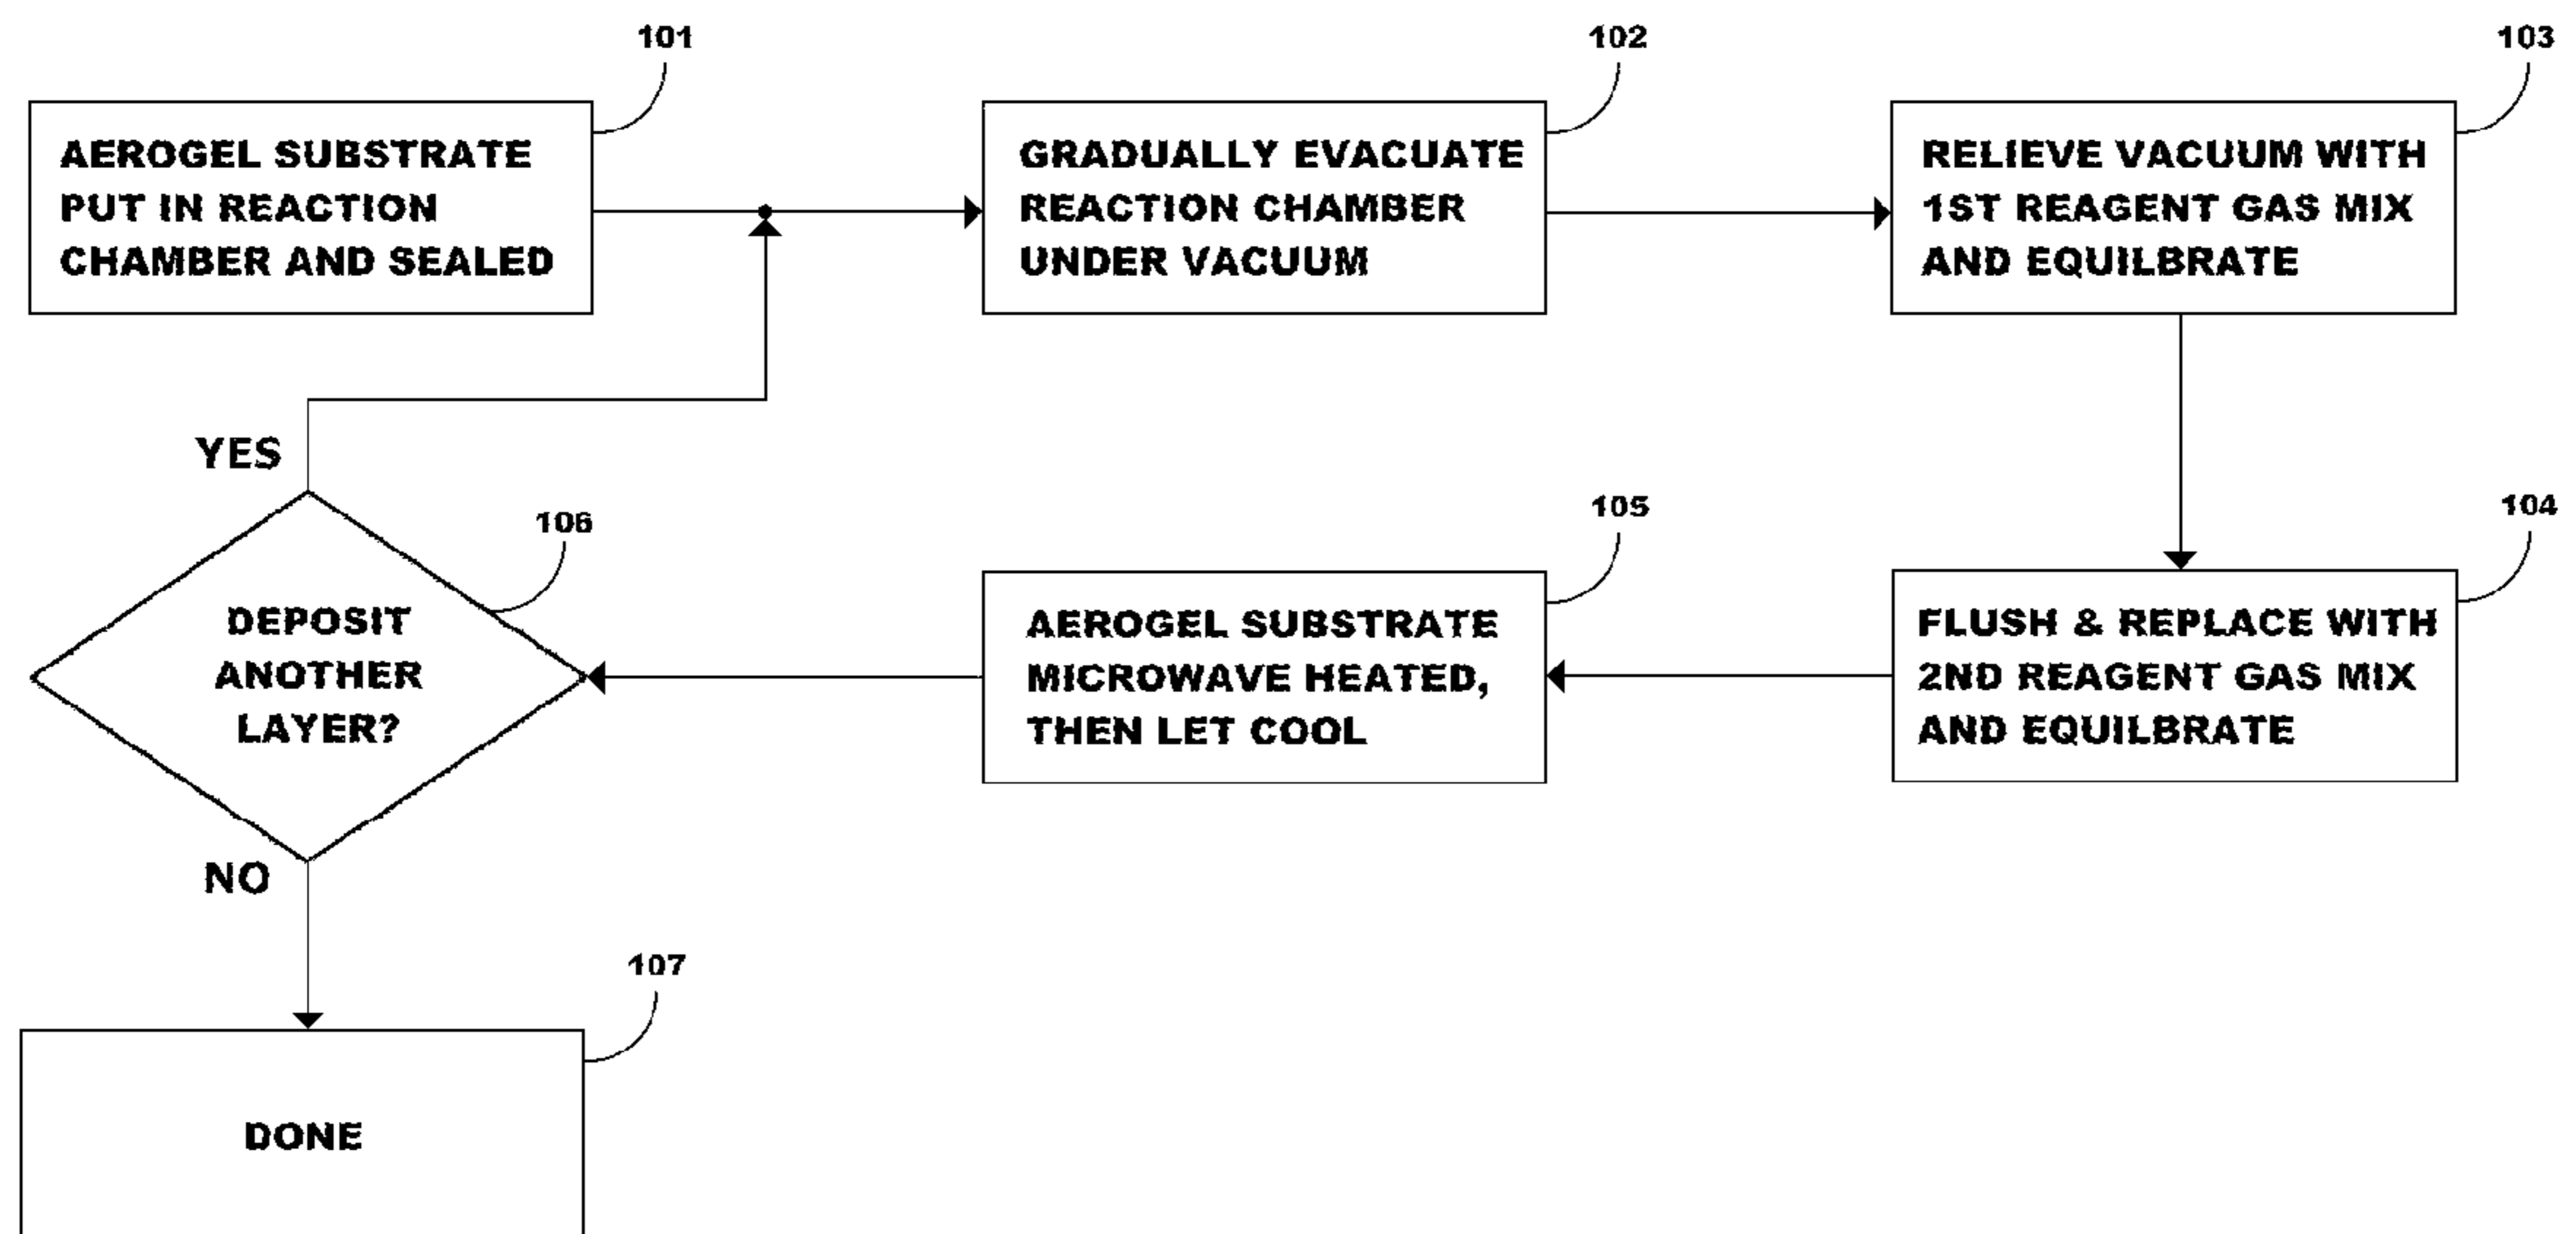 101
AEROGEL SUBSTRATE
PUT IN REACTION
CHAMBER AND SEALED
102
GRADUALLY EVACUATE
REACTION CHAMBER
UNDER VACUUM
103
RELIEVE VACUUM WITH
1ST REAGENT GAS MIX
AND EQUILBRATE
104
FLUSH & REPLACE WITH
2ND REAGENT GAS MIX
AND EQUILBRATE
105
AEROGEL SUBSTRATE
MICROWAVE HEATED,
THEN LET COOL
106
DEPOSIT
ANOTHER
LAYER?
YES
NO
107
DONE